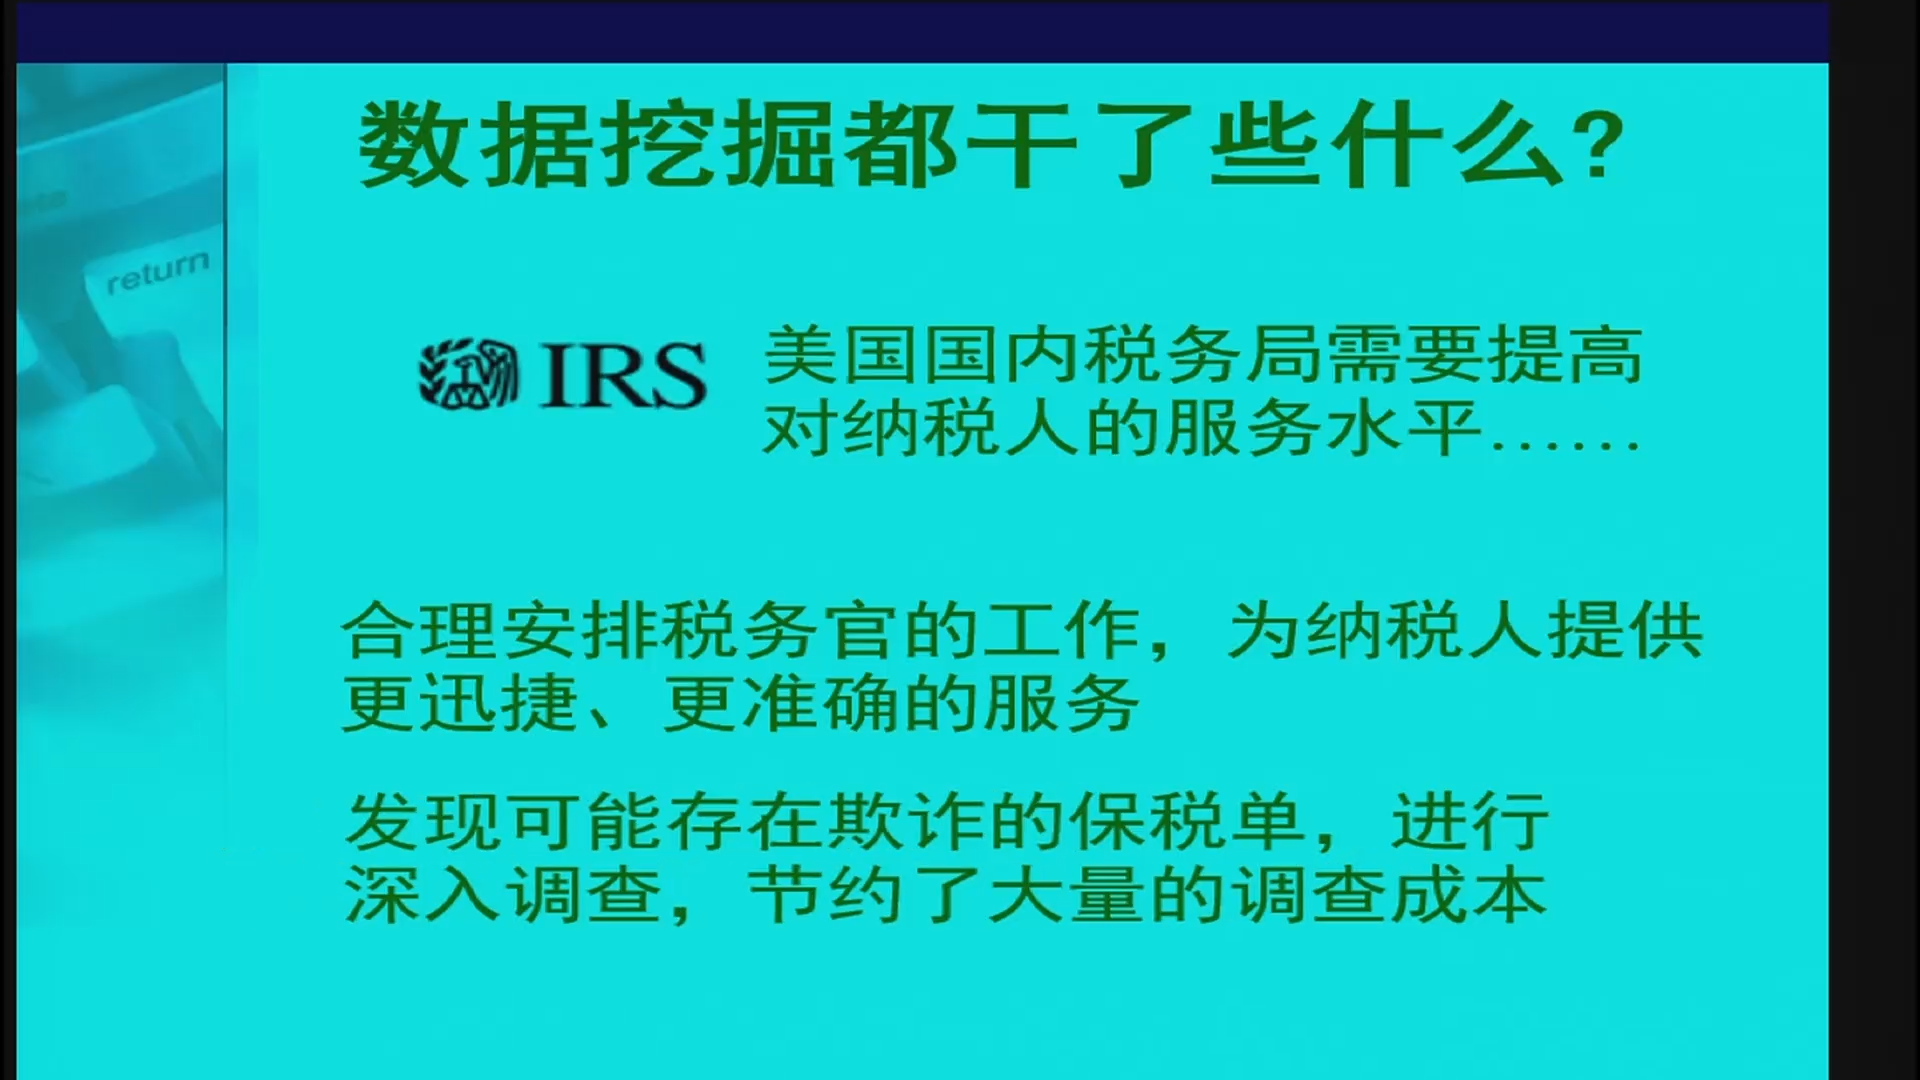 数据挖掘都干了些什么?
return
IRS
美国国内税务局需要提高
对纳税人的服务水平……
合理安排税务官的工作，为纳税人提供
更迅捷、更准确的服务
发现可能存在欺诈的保税单，进行
深入调查，节约了大量的调查成本